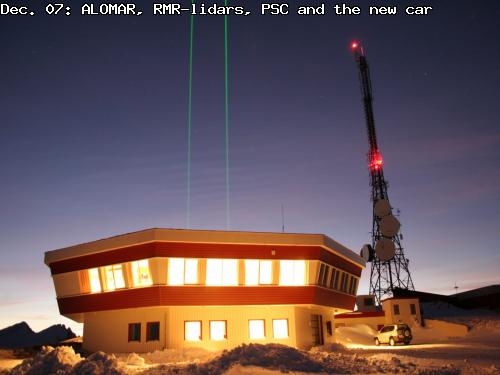 Dec. 07: ALOMAR, RMR-lidars, PSC and the new car